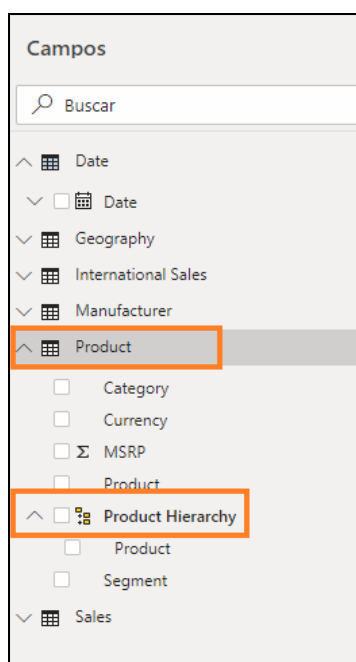 Campos
Buscar
Date
Date
Geography
International Sales
Manufacturer
Product
Category
Currency
Σ MSRP
Product
Product Hierarchy
Product
Segment
Sales